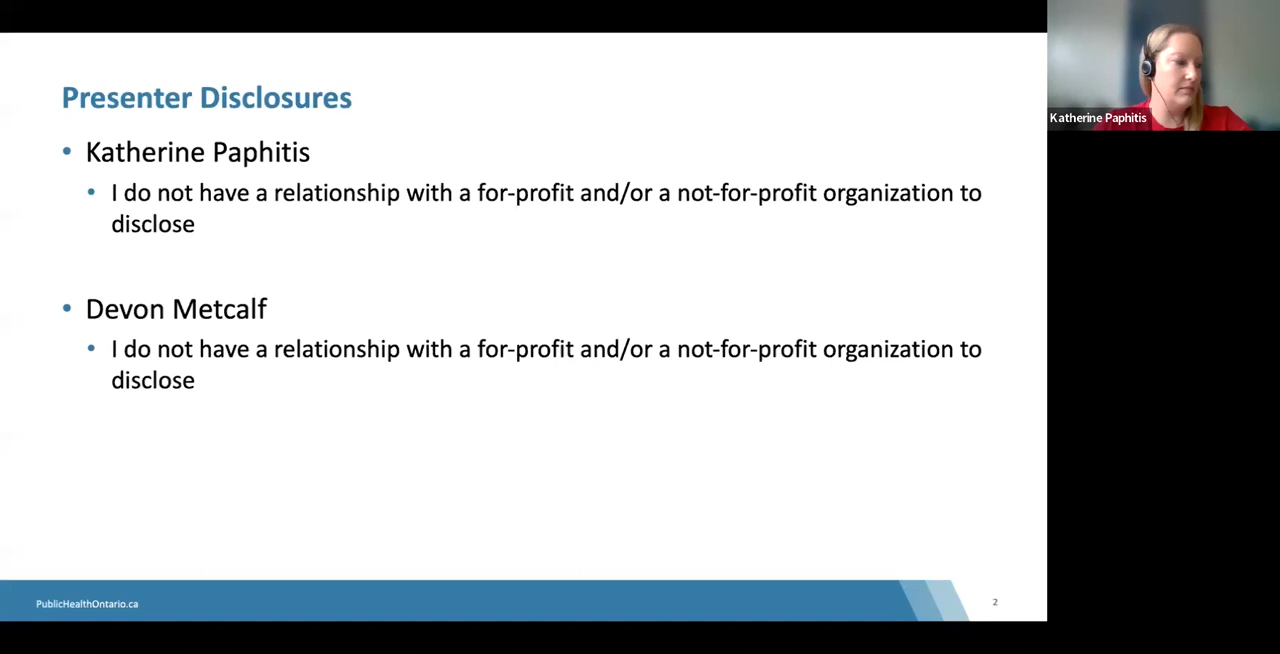 Presenter Disclosures
• Katherine Paphitis
• I do not have a relationship with a for-profit and/or a not-for-profit organization to
disclose
• Devon Metcalf
• I do not have a relationship with a for-profit and/or a not-for-profit organization to
disclose
PublicHealthOntario.ca
2
Katherine Paphitis